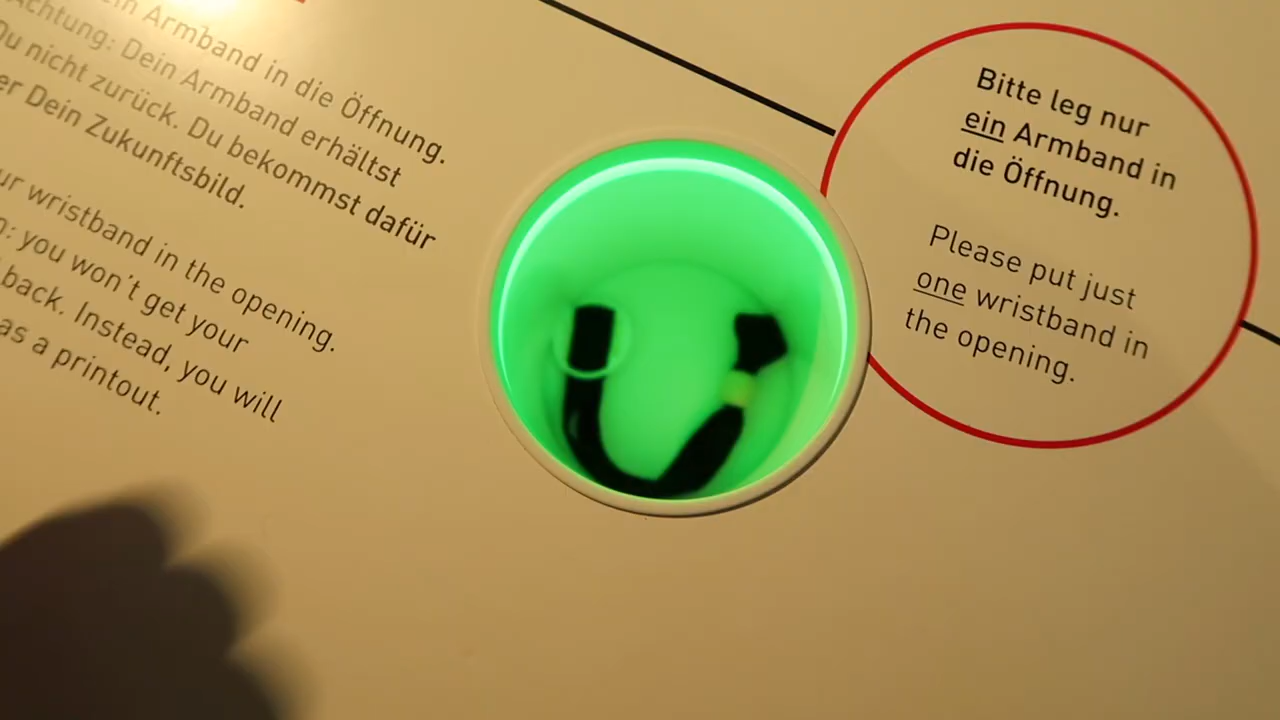 in Armband in die Öffnung.
Achtung: Dein Armband erhältst
Du nicht zurück. Du bekommst dafür
Dein Zukunftsbild.
wristband in the opening.
you won't get your
back. Instead, you will
as a printout.
Bitte leg nur
ein Armband in
die Öffnung.
Please put just
one wristband in
the opening.